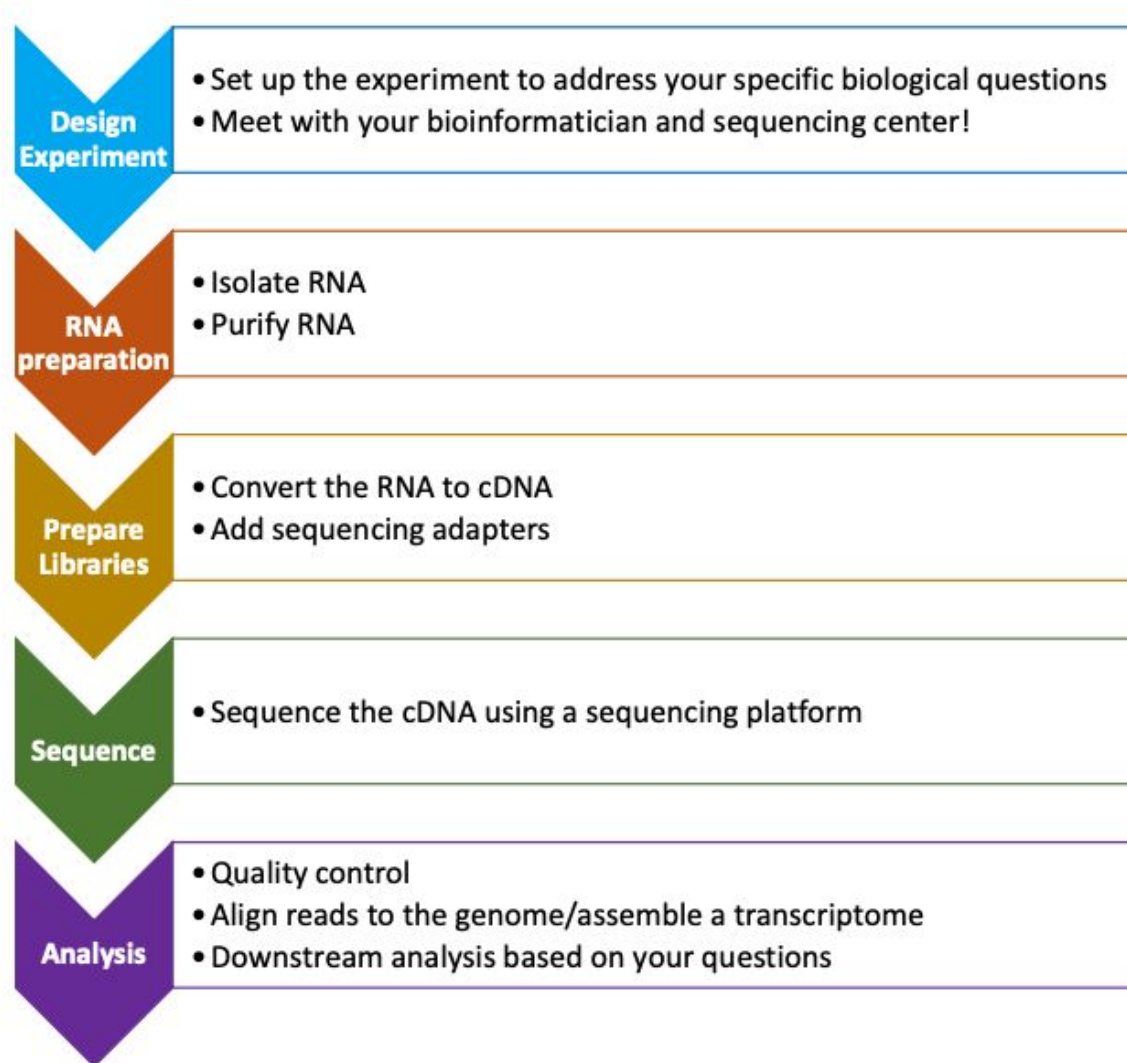 Design
Experiment
• Set up the experiment to address your specific biological questions
• Meet with your bioinformatician and sequencing center!
RNA
preparation
• Isolate RNA
• Purify RNA
Prepare
Libraries
• Convert the RNA to cDNA
• Add sequencing adapters
Sequence
• Sequence the cDNA using a sequencing platform
Analysis
• Quality control
• Align reads to the genome/assemble a transcriptome
• Downstream analysis based on your questions